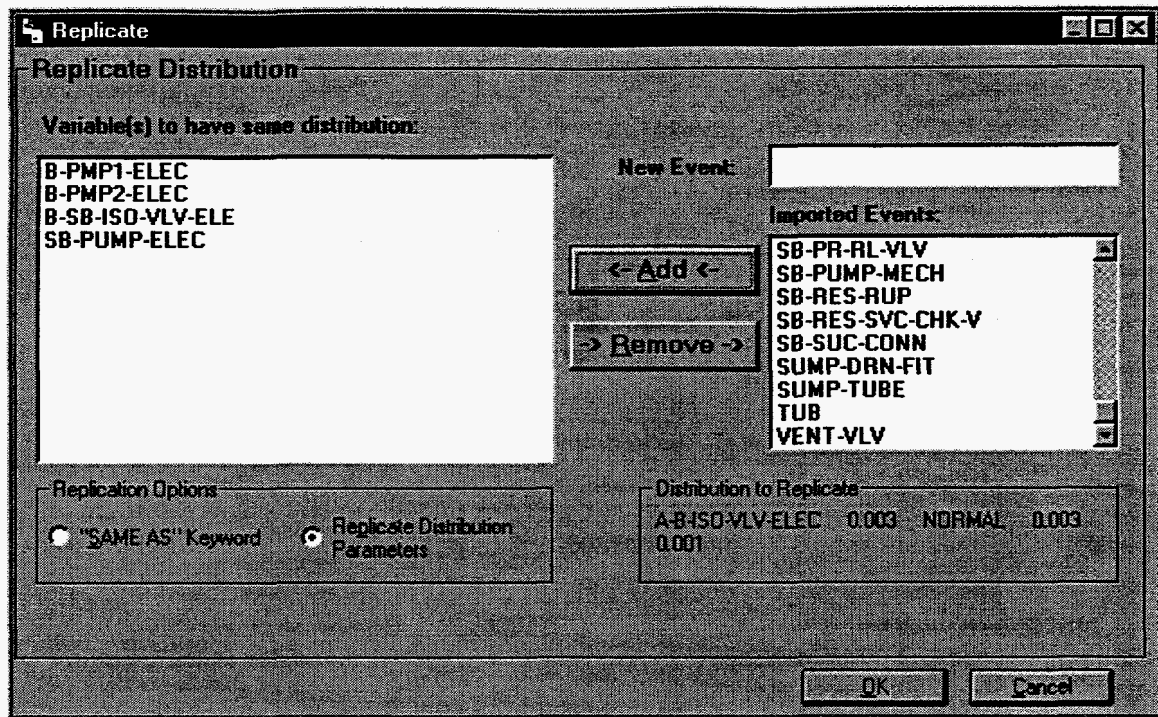 Replicate
Replicate Distribution
Variable(s) to have same distribution:
B-PMP1-ELEC
B-PMP2-ELEC
B-SB-ISO-VLV-ELE
SB-PUMP-ELEC
New Event:
Imported Events:
<- Add <-
-> Remove ->
SB-PR-RL-VLV
SB-PUMP-MECH
SB-RES-RUP
SB-RES-SVC-CHK-V
SB-SUC-CONN
SUMP-DRN-FIT
SUMP-TUBE
TUB
VENT-VLV
Replication Options
"SAME AS" Keyword
Replicate Distribution
Parameters
Distribution to Replicate
A-B-ISO-VLV-ELEC 0.003 NORMAL 0.003
0.001
OK
Cancel